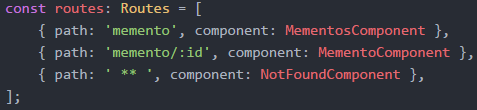 const routes: Routes = [
{ path: 'memento', component: MementosComponent },
{ path: 'memento/:id', component: MementoComponent },
{ path: ' ** ', component: NotFoundComponent },
];